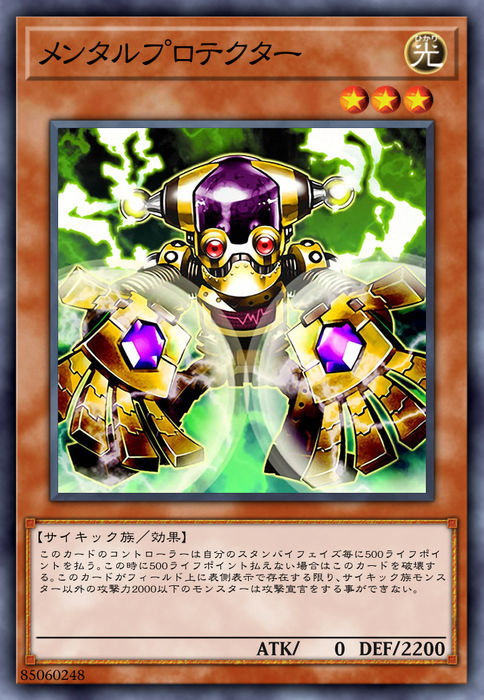 メンタルプロテクター
ひかり
光
【サイキック族／効果】
このカードのコントローラーは自分のスタンバイフェイズ毎に500ライフポイ
ントを払う。この時に500ライフポイント払えない場合はこのカードを破壊す
る。このカードがフィールド上に表側表示で存在する限り、サイキック族モンス
ター以外の攻撃力2000以下のモンスターは攻撃宣言をする事ができない。
ATK/ 0 DEF/2200
85060248